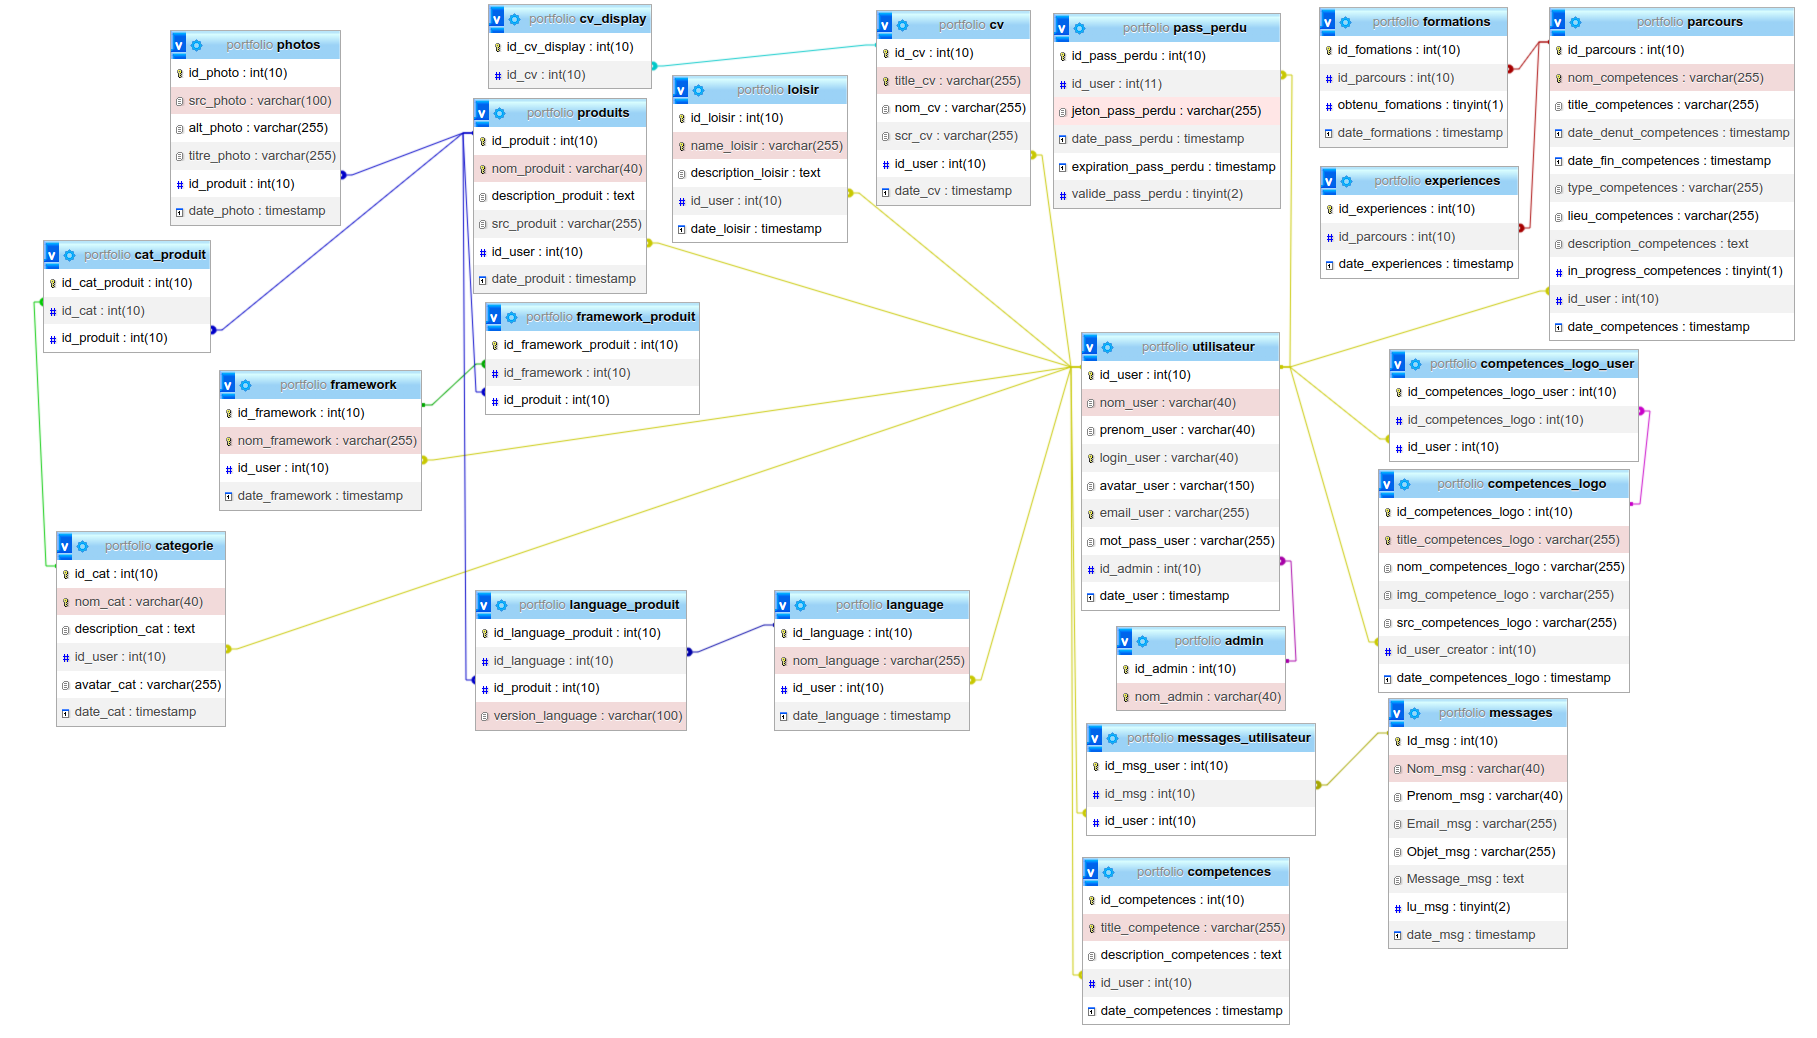 portfolio photos
id_photo : int(10)
src_photo : varchar(100)
alt_photo : varchar(255)
titre_photo : varchar(255)
id_produit : int(10)
date_photo : timestamp
portfolio cv_display
id_cv_display : int(10)
id_cv : int(10)
portfolio produits
id_produit : int(10)
nom_produit : varchar(40)
description_produit : text
src_produit : varchar(255)
id_user : int(10)
date_produit : timestamp
portfolio loisir
id_loisir : int(10)
name_loisir : varchar(255)
description_loisir : text
id_user : int(10)
date_loisir : timestamp
portfolio cv
id_cv : int(10)
title_cv : varchar(255)
nom_cv : varchar(255)
scr_cv : varchar(255)
id_user : int(10)
date_cv : timestamp
portfolio pass_perdu
id_pass_perdu : int(10)
id_user : int(11)
jeton_pass_perdu : varchar(255)
date_pass_perdu : timestamp
expiration_pass_perdu : timestamp
valide_pass_perdu : tinyint(2)
portfolio formations
id_fomations : int(10)
id_parcours : int(10)
obtenu_fomations : tinyint(1)
date_formations : timestamp
portfolio parcours
id_parcours : int(10)
nom_competences : varchar(255)
title_competences : varchar(255)
date_denut_competences : timestamp
date_fin_competences : timestamp
type_competences : varchar(255)
lieu_competences : varchar(255)
description_competences : text
in_progress_competences : tinyint(1)
id_user : int(10)
date_competences : timestamp
portfolio experiences
id_experiences : int(10)
id_parcours : int(10)
date_experiences : timestamp
portfolio cat_produit
id_cat_produit : int(10)
id_cat : int(10)
id_produit : int(10)
portfolio framework_produit
id_framework_produit : int(10)
id_framework : int(10)
id_produit : int(10)
portfolio framework
id_framework : int(10)
nom_framework : varchar(255)
id_user : int(10)
date_framework : timestamp
portfolio utilisateur
id_user : int(10)
nom_user : varchar(40)
prenom_user : varchar(40)
login_user : varchar(40)
avatar_user : varchar(150)
email_user : varchar(255)
mot_pass_user : varchar(255)
id_admin : int(10)
date_user : timestamp
portfolio competences_logo_user
id_competences_logo_user : int(10)
id_competences_logo : int(10)
id_user : int(10)
portfolio competences_logo
id_competences_logo : int(10)
title_competences_logo : varchar(255)
nom_competences_logo : varchar(255)
img_competence_logo : varchar(255)
src_competences_logo : varchar(255)
id_user_creator : int(10)
date_competences_logo : timestamp
portfolio categorie
id_cat : int(10)
nom_cat : varchar(40)
description_cat : text
id_user : int(10)
avatar_cat : varchar(255)
date_cat : timestamp
portfolio language_produit
id_language_produit : int(10)
id_language : int(10)
id_produit : int(10)
version_language : varchar(100)
portfolio language
id_language : int(10)
nom_language : varchar(255)
id_user : int(10)
date_language : timestamp
portfolio admin
id_admin : int(10)
nom_admin : varchar(40)
portfolio messages_utilisateur
id_msg_user : int(10)
id_msg : int(10)
id_user : int(10)
portfolio messages
Id_msg : int(10)
Nom_msg : varchar(40)
Prenom_msg : varchar(40)
Email_msg : varchar(255)
Objet_msg : varchar(255)
Message_msg : text
lu_msg : tinyint(2)
date_msg : timestamp
portfolio competences
id_competences : int(10)
title_competence : varchar(255)
description_competences : text
id_user : int(10)
date_competences : timestamp